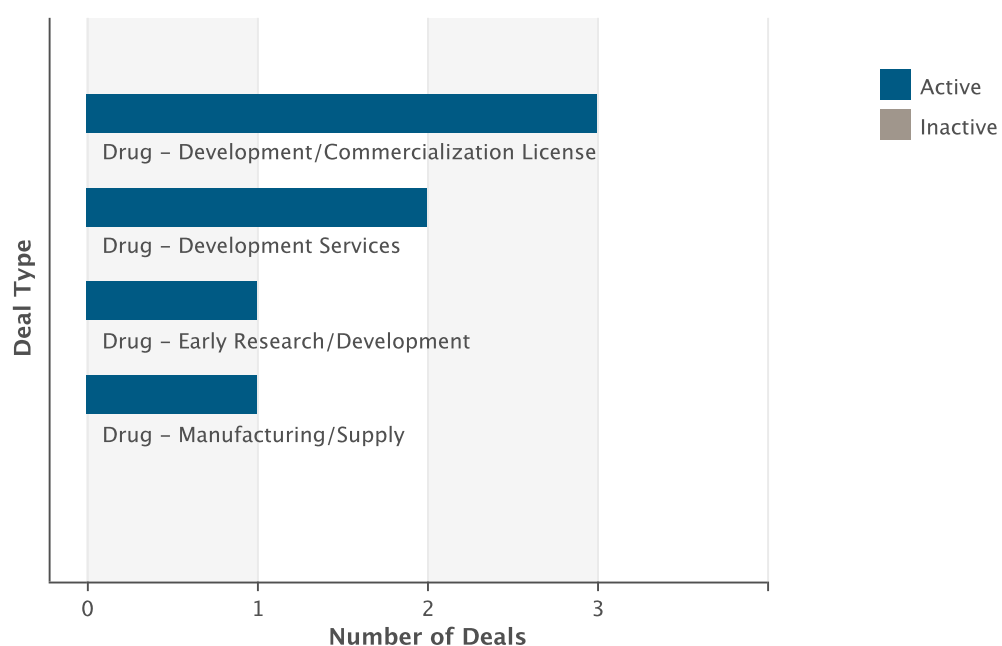 Active
Inactive
Drug – Development/Commercialization License
Drug – Development Services
Drug – Early Research/Development
Drug – Manufacturing/Supply
Deal Type
0 1 2 3
Number of Deals